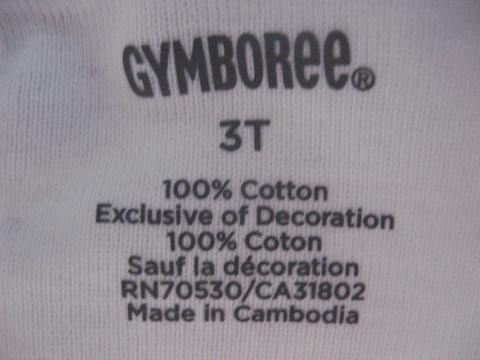 GYMBOREE®
3T
100% Cotton
Exclusive of Decoration
100% Coton
Sauf la décoration
RN70530/CA31802
Made in Cambodia